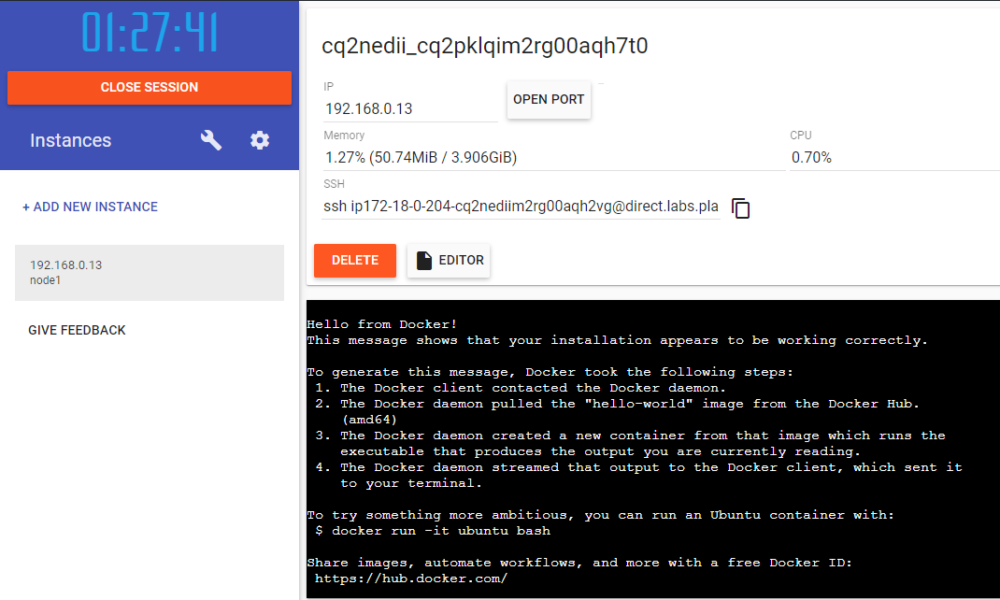 01:27:41
CLOSE SESSION
Instances
+ ADD NEW INSTANCE
192.168.0.13
node1
GIVE FEEDBACK
cq2nedii_cq2pklqim2rg00aqh7t0
IP
192.168.0.13
OPEN PORT
Memory
1.27% (50.74MiB / 3.906GiB)
CPU
0.70%
SSH
ssh ip172-18-0-204-cq2nediim2rg00aqh2vg@direct.labs.pla
DELETE
EDITOR
Hello from Docker!
This message shows that your installation appears to be working correctly.
To generate this message, Docker took the following steps:
1. The Docker client contacted the Docker daemon.
2. The Docker daemon pulled the "hello-world" image from the Docker Hub.
(amd64)
3. The Docker daemon created a new container from that image which runs the
executable that produces the output you are currently reading.
4. The Docker daemon streamed that output to the Docker client, which sent it
to your terminal.
To try something more ambitious, you can run an Ubuntu container with:
$ docker run -it ubuntu bash
Share images, automate workflows, and more with a free Docker ID:
https://hub.docker.com/